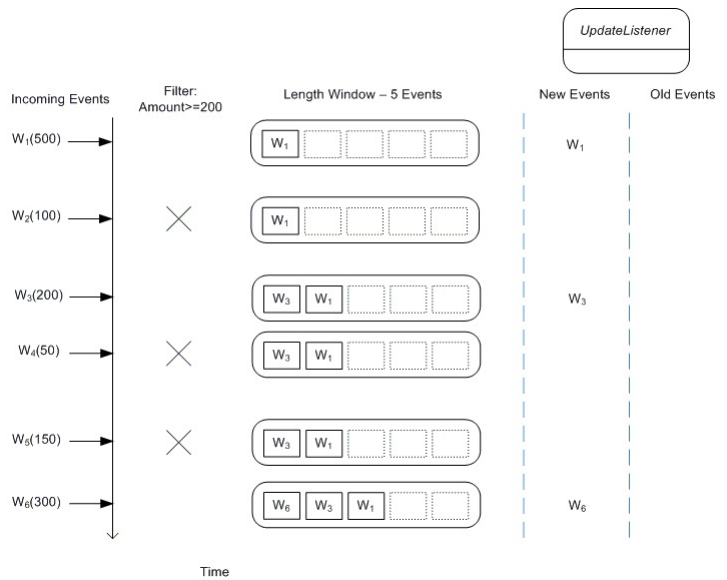 UpdateListener
Incoming Events
Filter:
Amount>=200
Length Window – 5 Events
New Events
Old Events
W₁(500)
W₁
W₁
W₂(100)
W₁
W₃(200)
W₃ W₁
W₃
W₄(50)
W₃ W₁
W₅(150)
W₃ W₁
W₆(300)
W₆ W₃ W₁
W₆
Time